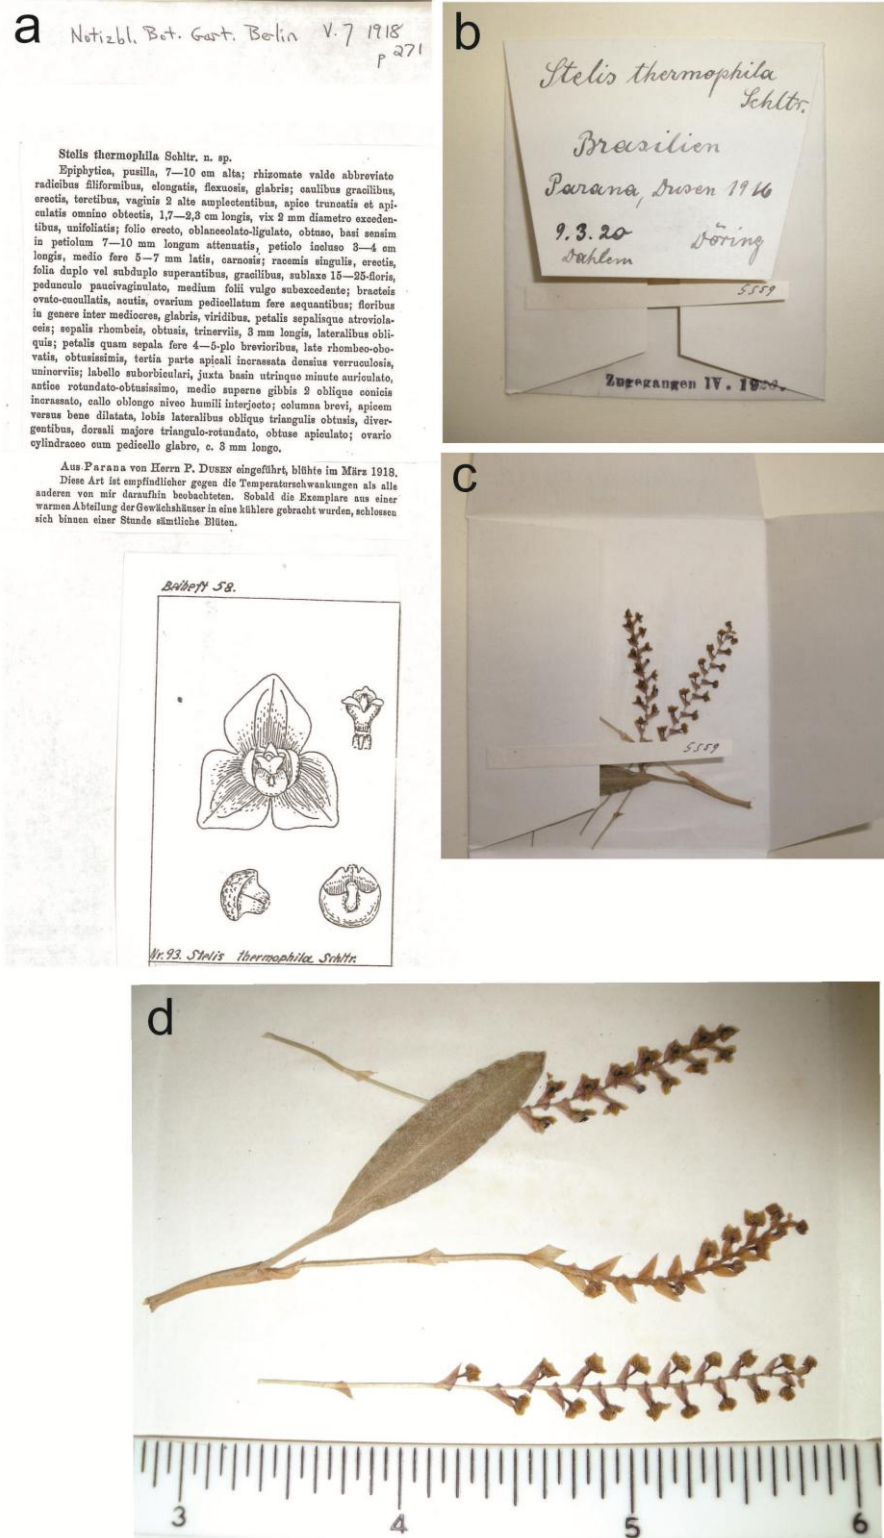 a
Notizbl. Bot. Gart. Berlin V. 7 1918
p 271
Stelis thermophila Schltr. n. sp.
Epiphytica, pusilla, 7—10 cm alta; rhizomate valde abbreviato
radicibus filiformibus, elongatis, flexuosis, glabris; caulibus gracilibus,
erectis, teretibus, vaginis 2 alte amplectentibus, apice truncatis et api-
culatis omnino obtectis, 1,7—2,3 cm longis, vix 2 mm diametro exceden-
tibus, unifoliatis; folio erecto, oblanceolato-ligulato, obtuso, basi sensim
in petiolum 7—10 mm longum attenuatis, petiolo incluso 3—4 cm
longis, medio fere 5—7 mm latis, carnosis; racemis singulis, erectis,
folia duplo vel subduplo superantibus, gracilibus, sublaxe 15—25-floris,
pedunculo paucivaginulato, medium folii vulgo subexcedente; bracteis
ovato-cucullatis, acutis, ovarium pedicellatum fere aequantibus; floribus
in genere inter mediocres, glabris, viridibus, petalis sepalisque atroviola-
ceis; sepalis rhombeis, obtusis, trinerviis, 3 mm longis, lateralibus obli-
quis; petalis quam sepala fere 4—5-plo brevioribus, late rhombeo-obo-
vatis, obtusissimis, tertia parte apicali incrassata densius verruculosis,
uninerviis; labello suborbiculari, juxta basin utrinque minute auriculato,
antice rotundato-obtusissimo, medio superne gibbis 2 oblique conicis
incrassato, callo oblongo niveo humili interjecto; columna brevi, apicem
versus bene dilatata, lobis lateralibus oblique triangulis obtusis, diver-
gentibus, dorsali majore triangulo-rotundato, obtuse apiculato; ovario
cylindraceo cum pedicello glabro, c. 3 mm longo.
Aus Parana von Herrn P. Dusen eingeführt, blühte im März 1918.
Diese Art ist empfindlicher gegen die Temperaturschwankungen als alle
anderen von mir daraufhin beobachteten. Sobald die Exemplare aus einer
warmen Abteilung der Gewächshäuser in eine kühlere gebracht wurden, schlossen
sich binnen einer Stunde sämtliche Blüten.
Beiheft 58.
Nr. 93. Stelis thermophila Schltr.
b
Stelis thermophila
Schltr.
Brasilien
Parana, Dusen 1916
9.3.20 Döring
Dahlem
5559
Zugegangen IV. 19
c
5559
d
3 4 5 6